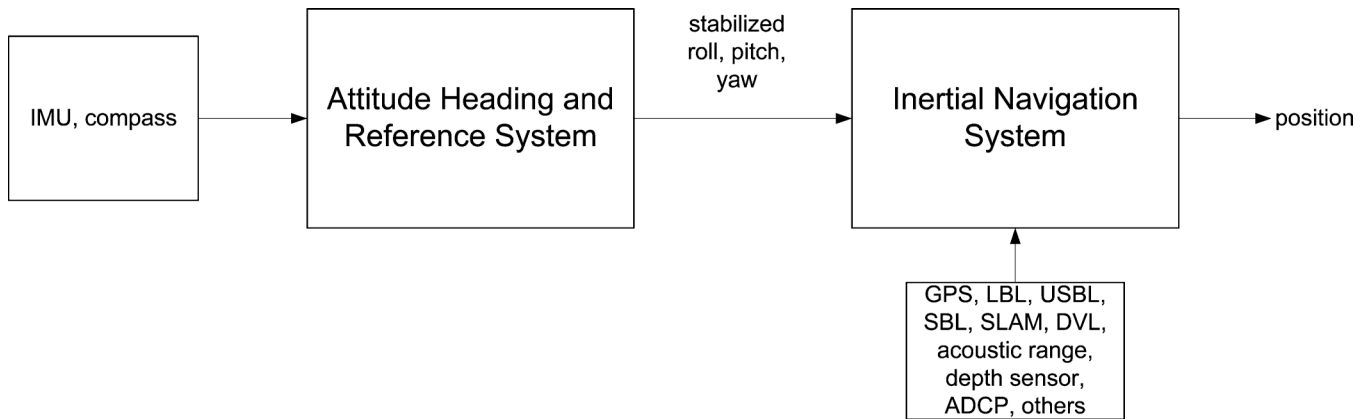 IMU, compass
Attitude Heading and
Reference System
stabilized
roll, pitch,
yaw
Inertial Navigation
System
position
GPS, LBL, USBL,
SBL, SLAM, DVL,
acoustic range,
depth sensor,
ADCP, others